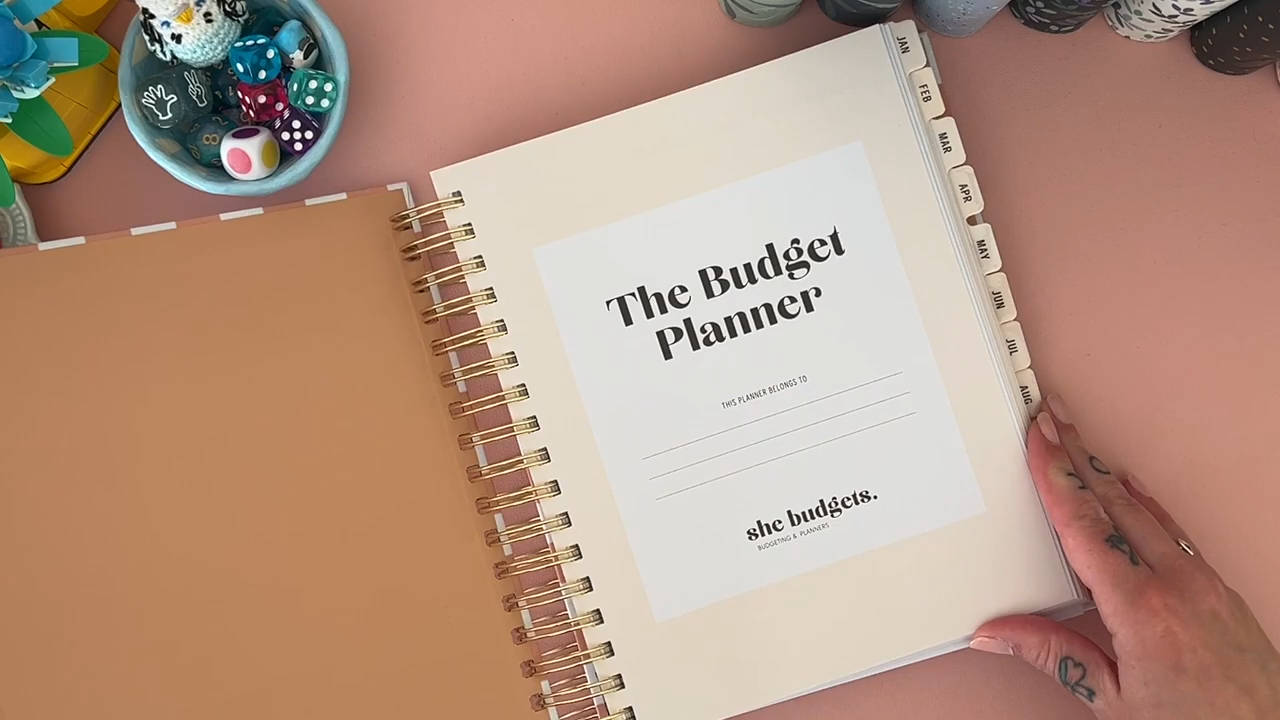 The Budget
Planner
THIS PLANNER BELONGS TO
she budgets.
BUDGETING & PLANNERS
JAN
FEB
MAR
APR
MAY
JUN
JUL
AUG
8